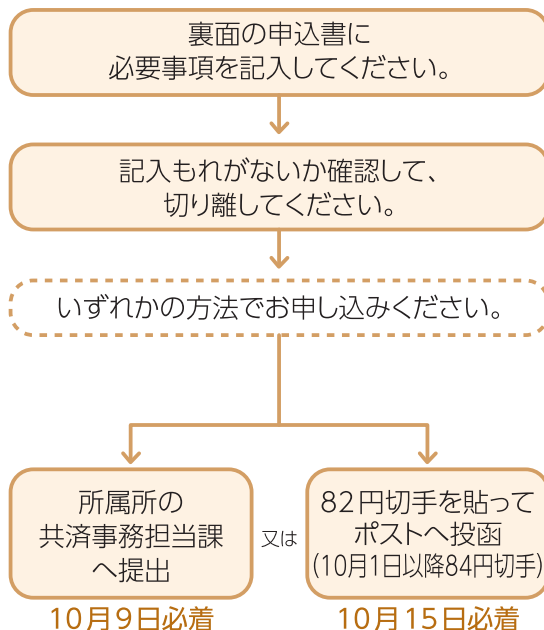 裏面の申込書に
必要事項を記入してください。
記入もれがないか確認して、
切り離してください。
いずれかの方法でお申し込みください。
所属所の
共済事務担当課
へ提出
又は
82円切手を貼って
ポストへ投函
(10月1日以降84円切手)
10月9日必着
10月15日必着